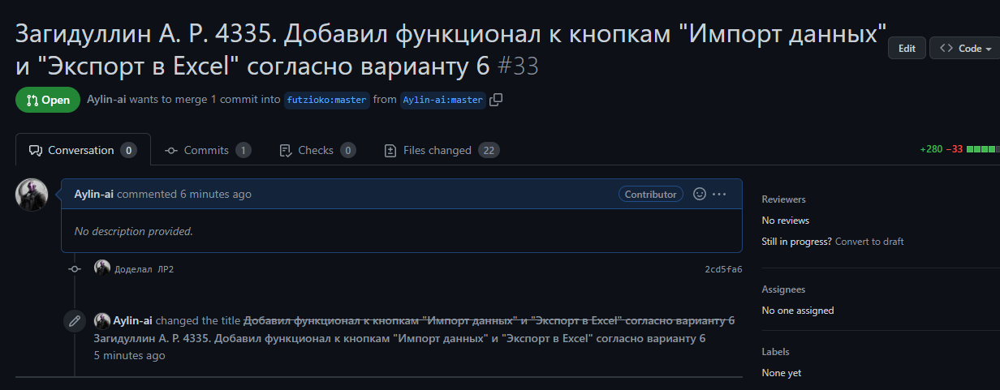 Загидуллин А. Р. 4335. Добавил функционал к кнопкам "Импорт данных"
и "Экспорт в Excel" согласно варианту 6 #33
Edit
Code
Open
Aylin-ai wants to merge 1 commit into futzioko:master from Aylin-ai:master
Conversation 0
Commits 1
Checks 0
Files changed 22
+280 −33
Aylin-ai commented 6 minutes ago
Contributor
No description provided.
Доделал ЛР2
2cd5fa6
Aylin-ai changed the title Добавил функционал к кнопкам "Импорт данных" и "Экспорт в Excel" согласно варианту 6
Загидуллин А. Р. 4335. Добавил функционал к кнопкам "Импорт данных" и "Экспорт в Excel" согласно варианту 6
5 minutes ago
Reviewers
No reviews
Still in progress? Convert to draft
Assignees
No one assigned
Labels
None yet